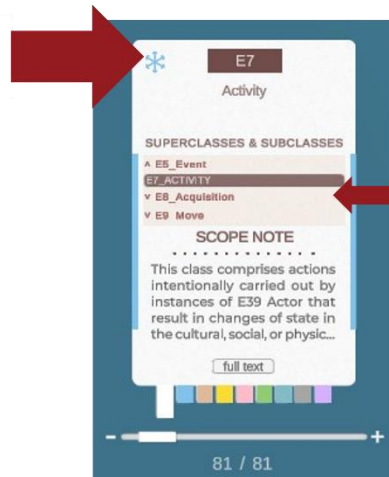 E7
Activity
SUPERCLASSES & SUBCLASSES
ʌ E5_Event
E7_ACTIVITY
v E8_Acquisition
v E9_Move
SCOPE NOTE
This class comprises actions
intentionally carried out by
instances of E39 Actor that
result in changes of state in
the cultural, social, or physic...
full text
- +
81 / 81